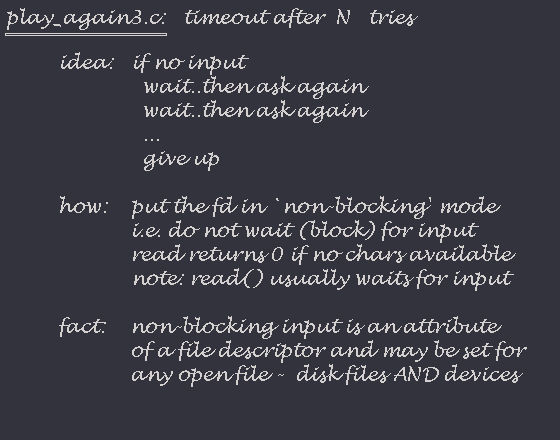 play_again3.c: timeout after N tries
idea: if no input
wait..then ask again
wait..then ask again
...
give up
how: put the fd in `non-blocking' mode
i.e. do not wait (block) for input
read returns 0 if no chars available
note: read() usually waits for input
fact: non-blocking input is an attribute
of a file descriptor and may be set for
any open file - disk files AND devices